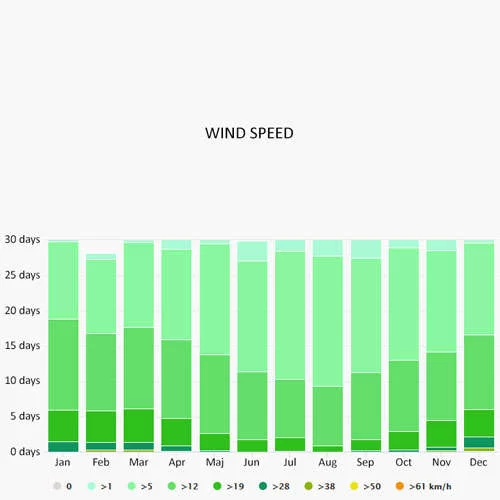 WIND SPEED
30 days
25 days
20 days
15 days
10 days
5 days
0 days
Jan Feb Mar Apr Maj Jun Jul Aug Sep Oct Nov Dec
0 >1 >5 >12 >19 >28 >38 >50 >61 km/h